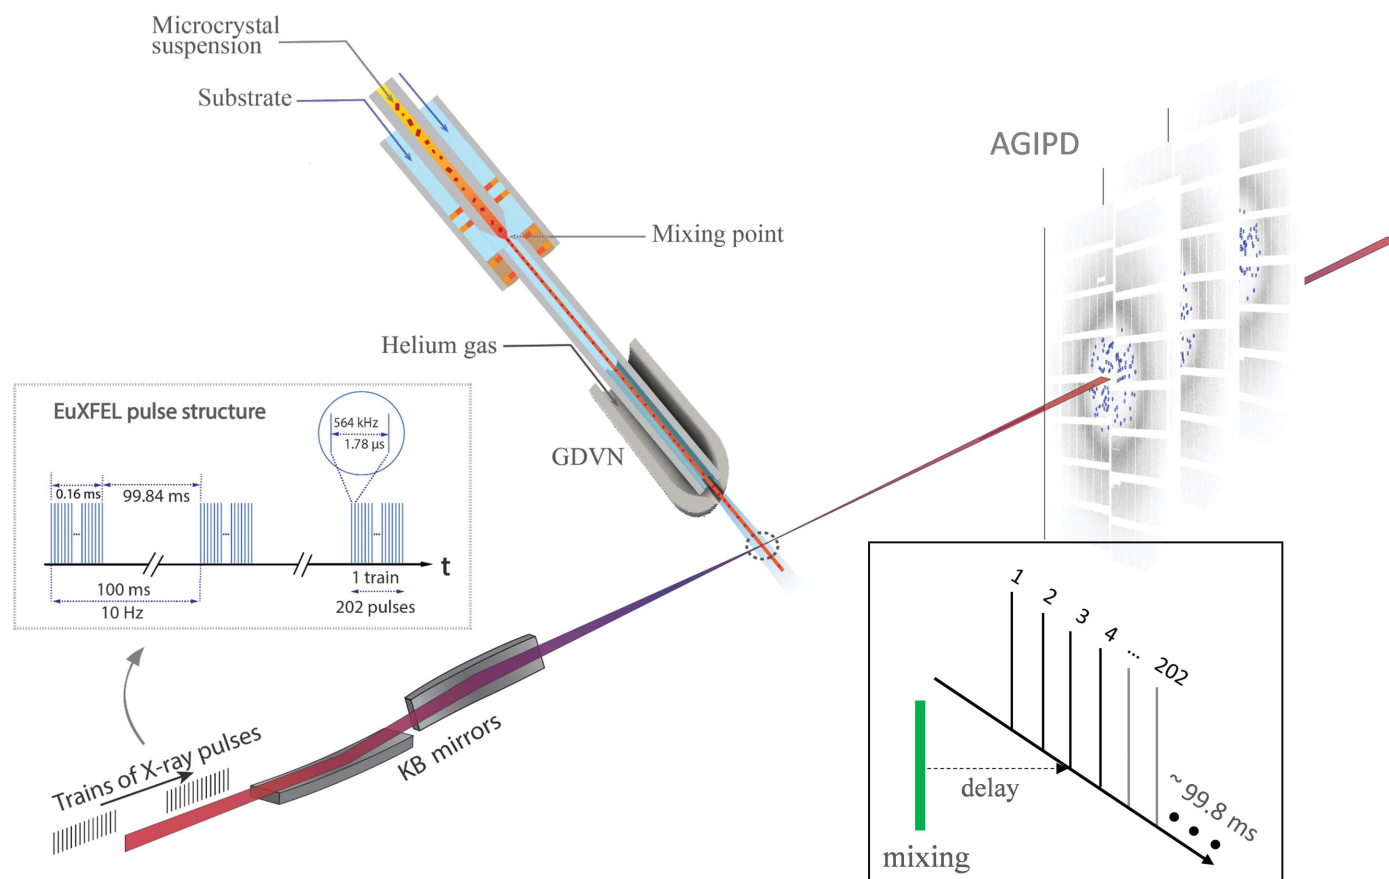 Microcrystal
suspension
Substrate
AGIPD
Mixing point
Helium gas
GDVN
EuXFEL pulse structure
564 kHz
1.78 µs
0.16 ms
99.84 ms
...
...
...
t
100 ms
10 Hz
1 train
202 pulses
KB mirrors
Trains of X-ray pulses
1
2
3
4
...
202
delay
~ 99.8 ms
mixing